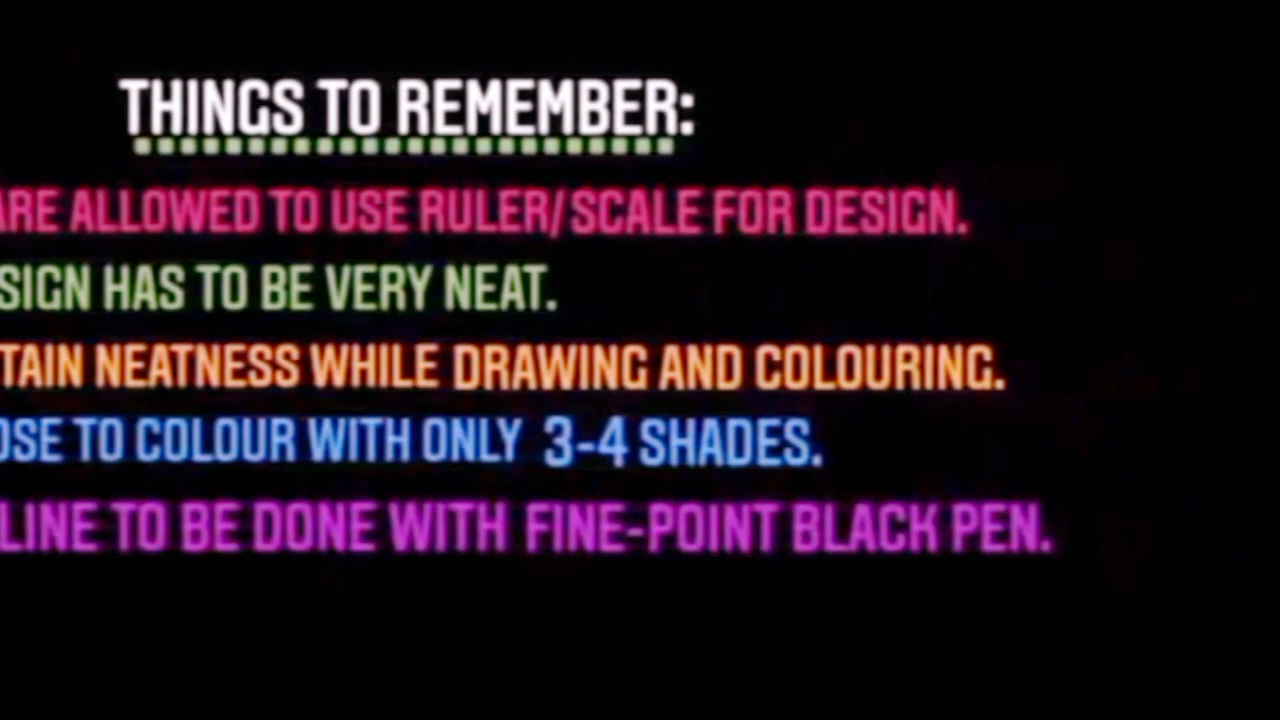 THINGS TO REMEMBER:
ARE ALLOWED TO USE RULER/SCALE FOR DESIGN.
SIGN HAS TO BE VERY NEAT.
TAIN NEATNESS WHILE DRAWING AND COLOURING.
OSE TO COLOUR WITH ONLY 3-4 SHADES.
LINE TO BE DONE WITH FINE-POINT BLACK PEN.